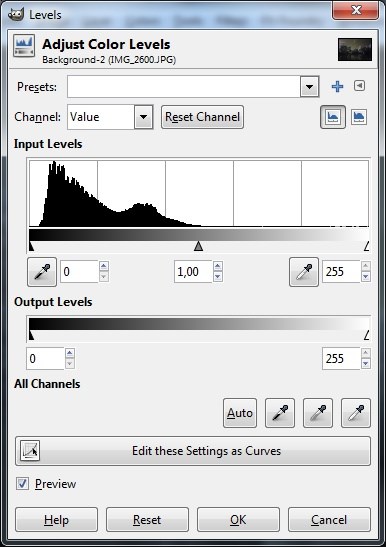 Levels
Adjust Color Levels
Background-2 (IMG_2600.JPG)
Presets:
Channel: Value Reset Channel
Input Levels
0 1,00 255
Output Levels
0 255
All Channels
Auto
Edit these Settings as Curves
Preview
Help Reset OK Cancel